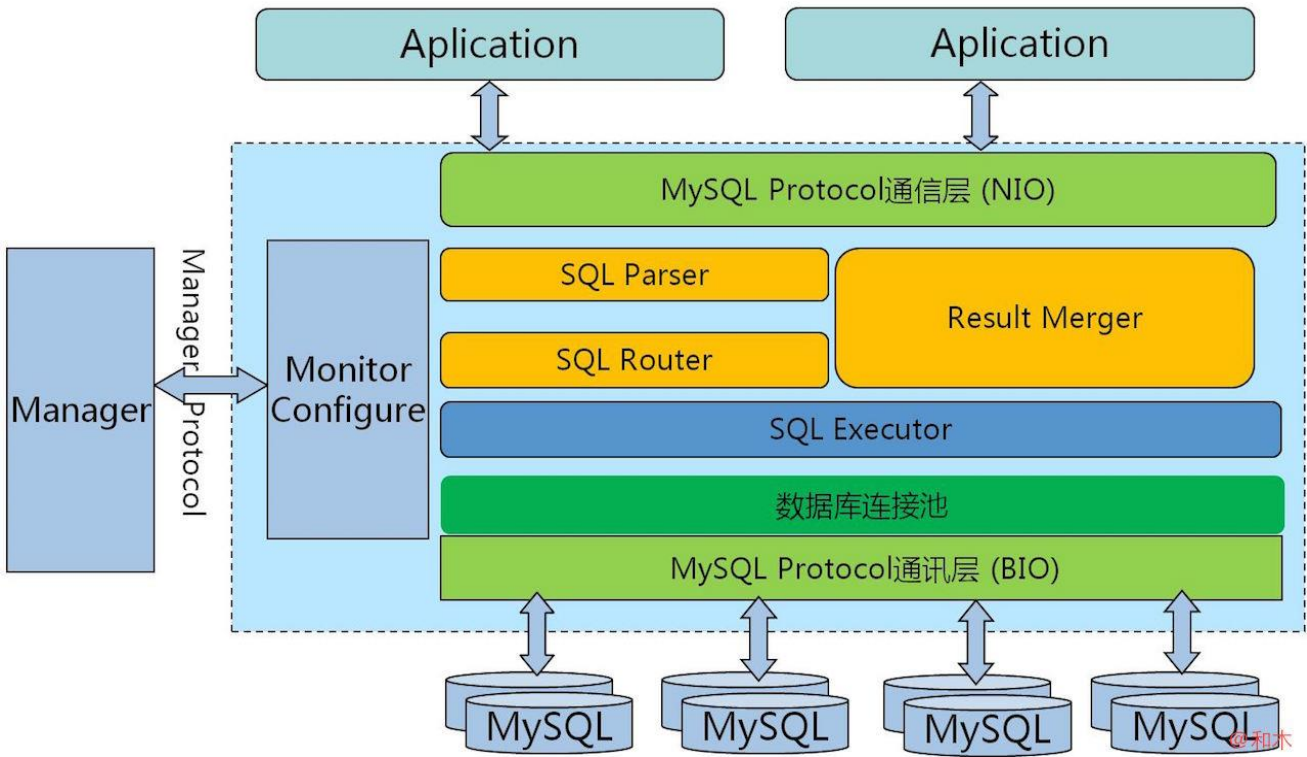 Aplication
Aplication
MySQL Protocol通信层 (NIO)
Manager
Manager Protocol
Monitor
Configure
SQL Parser
SQL Router
Result Merger
SQL Executor
数据库连接池
MySQL Protocol通讯层 (BIO)
MySQL
MySQL
MySQL
MySQL
@和木